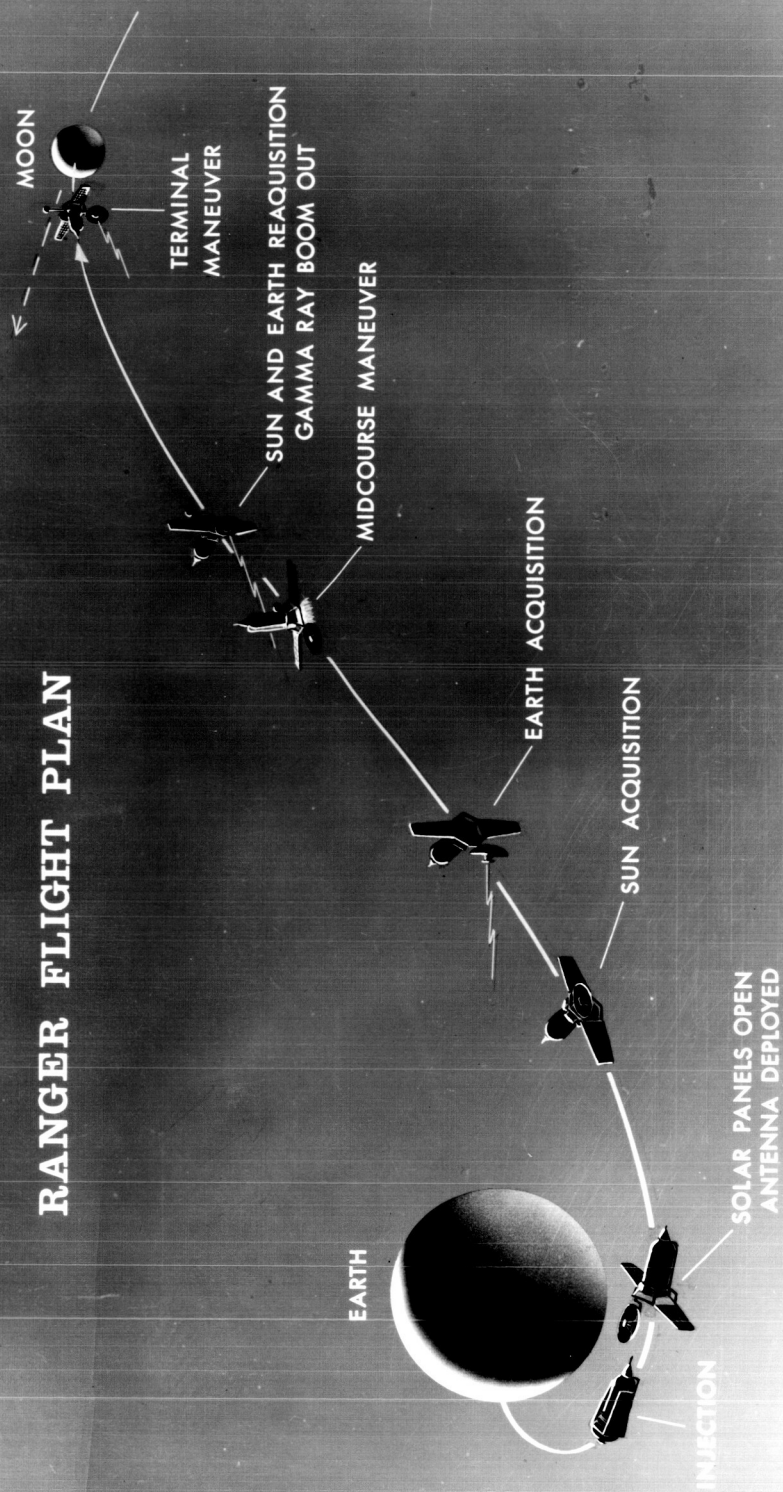 RANGER FLIGHT PLAN
MOON
TERMINAL
MANEUVER
SUN AND EARTH REAQUISITION
GAMMA RAY BOOM OUT
MIDCOURSE MANEUVER
EARTH ACQUISITION
SUN ACQUISITION
EARTH
SOLAR PANELS OPEN
ANTENNA DEPLOYED
INJECTION